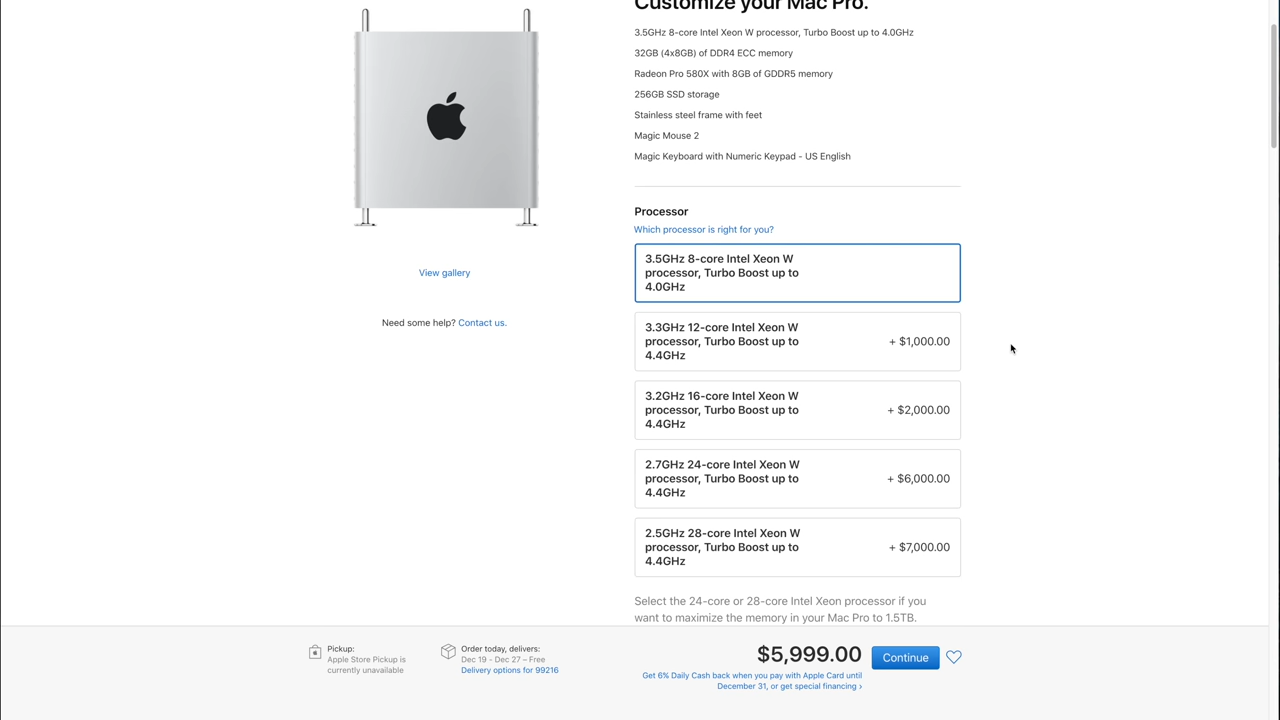 Customize your Mac Pro.
3.5GHz 8-core Intel Xeon W processor, Turbo Boost up to 4.0GHz
32GB (4x8GB) of DDR4 ECC memory
Radeon Pro 580X with 8GB of GDDR5 memory
256GB SSD storage
Stainless steel frame with feet
Magic Mouse 2
Magic Keyboard with Numeric Keypad - US English
View gallery
Need some help? Contact us.
Processor
Which processor is right for you?
3.5GHz 8-core Intel Xeon W
processor, Turbo Boost up to
4.0GHz
3.3GHz 12-core Intel Xeon W
processor, Turbo Boost up to
4.4GHz
+ $1,000.00
3.2GHz 16-core Intel Xeon W
processor, Turbo Boost up to
4.4GHz
+ $2,000.00
2.7GHz 24-core Intel Xeon W
processor, Turbo Boost up to
4.4GHz
+ $6,000.00
2.5GHz 28-core Intel Xeon W
processor, Turbo Boost up to
4.4GHz
+ $7,000.00
Select the 24-core or 28-core Intel Xeon processor if you
want to maximize the memory in your Mac Pro to 1.5TB.
Pickup:
Apple Store Pickup is
currently unavailable
Order today, delivers:
Dec 19 - Dec 27 – Free
Delivery options for 99216
$5,999.00
Continue
Get 6% Daily Cash back when you pay with Apple Card until
December 31, or get special financing ›